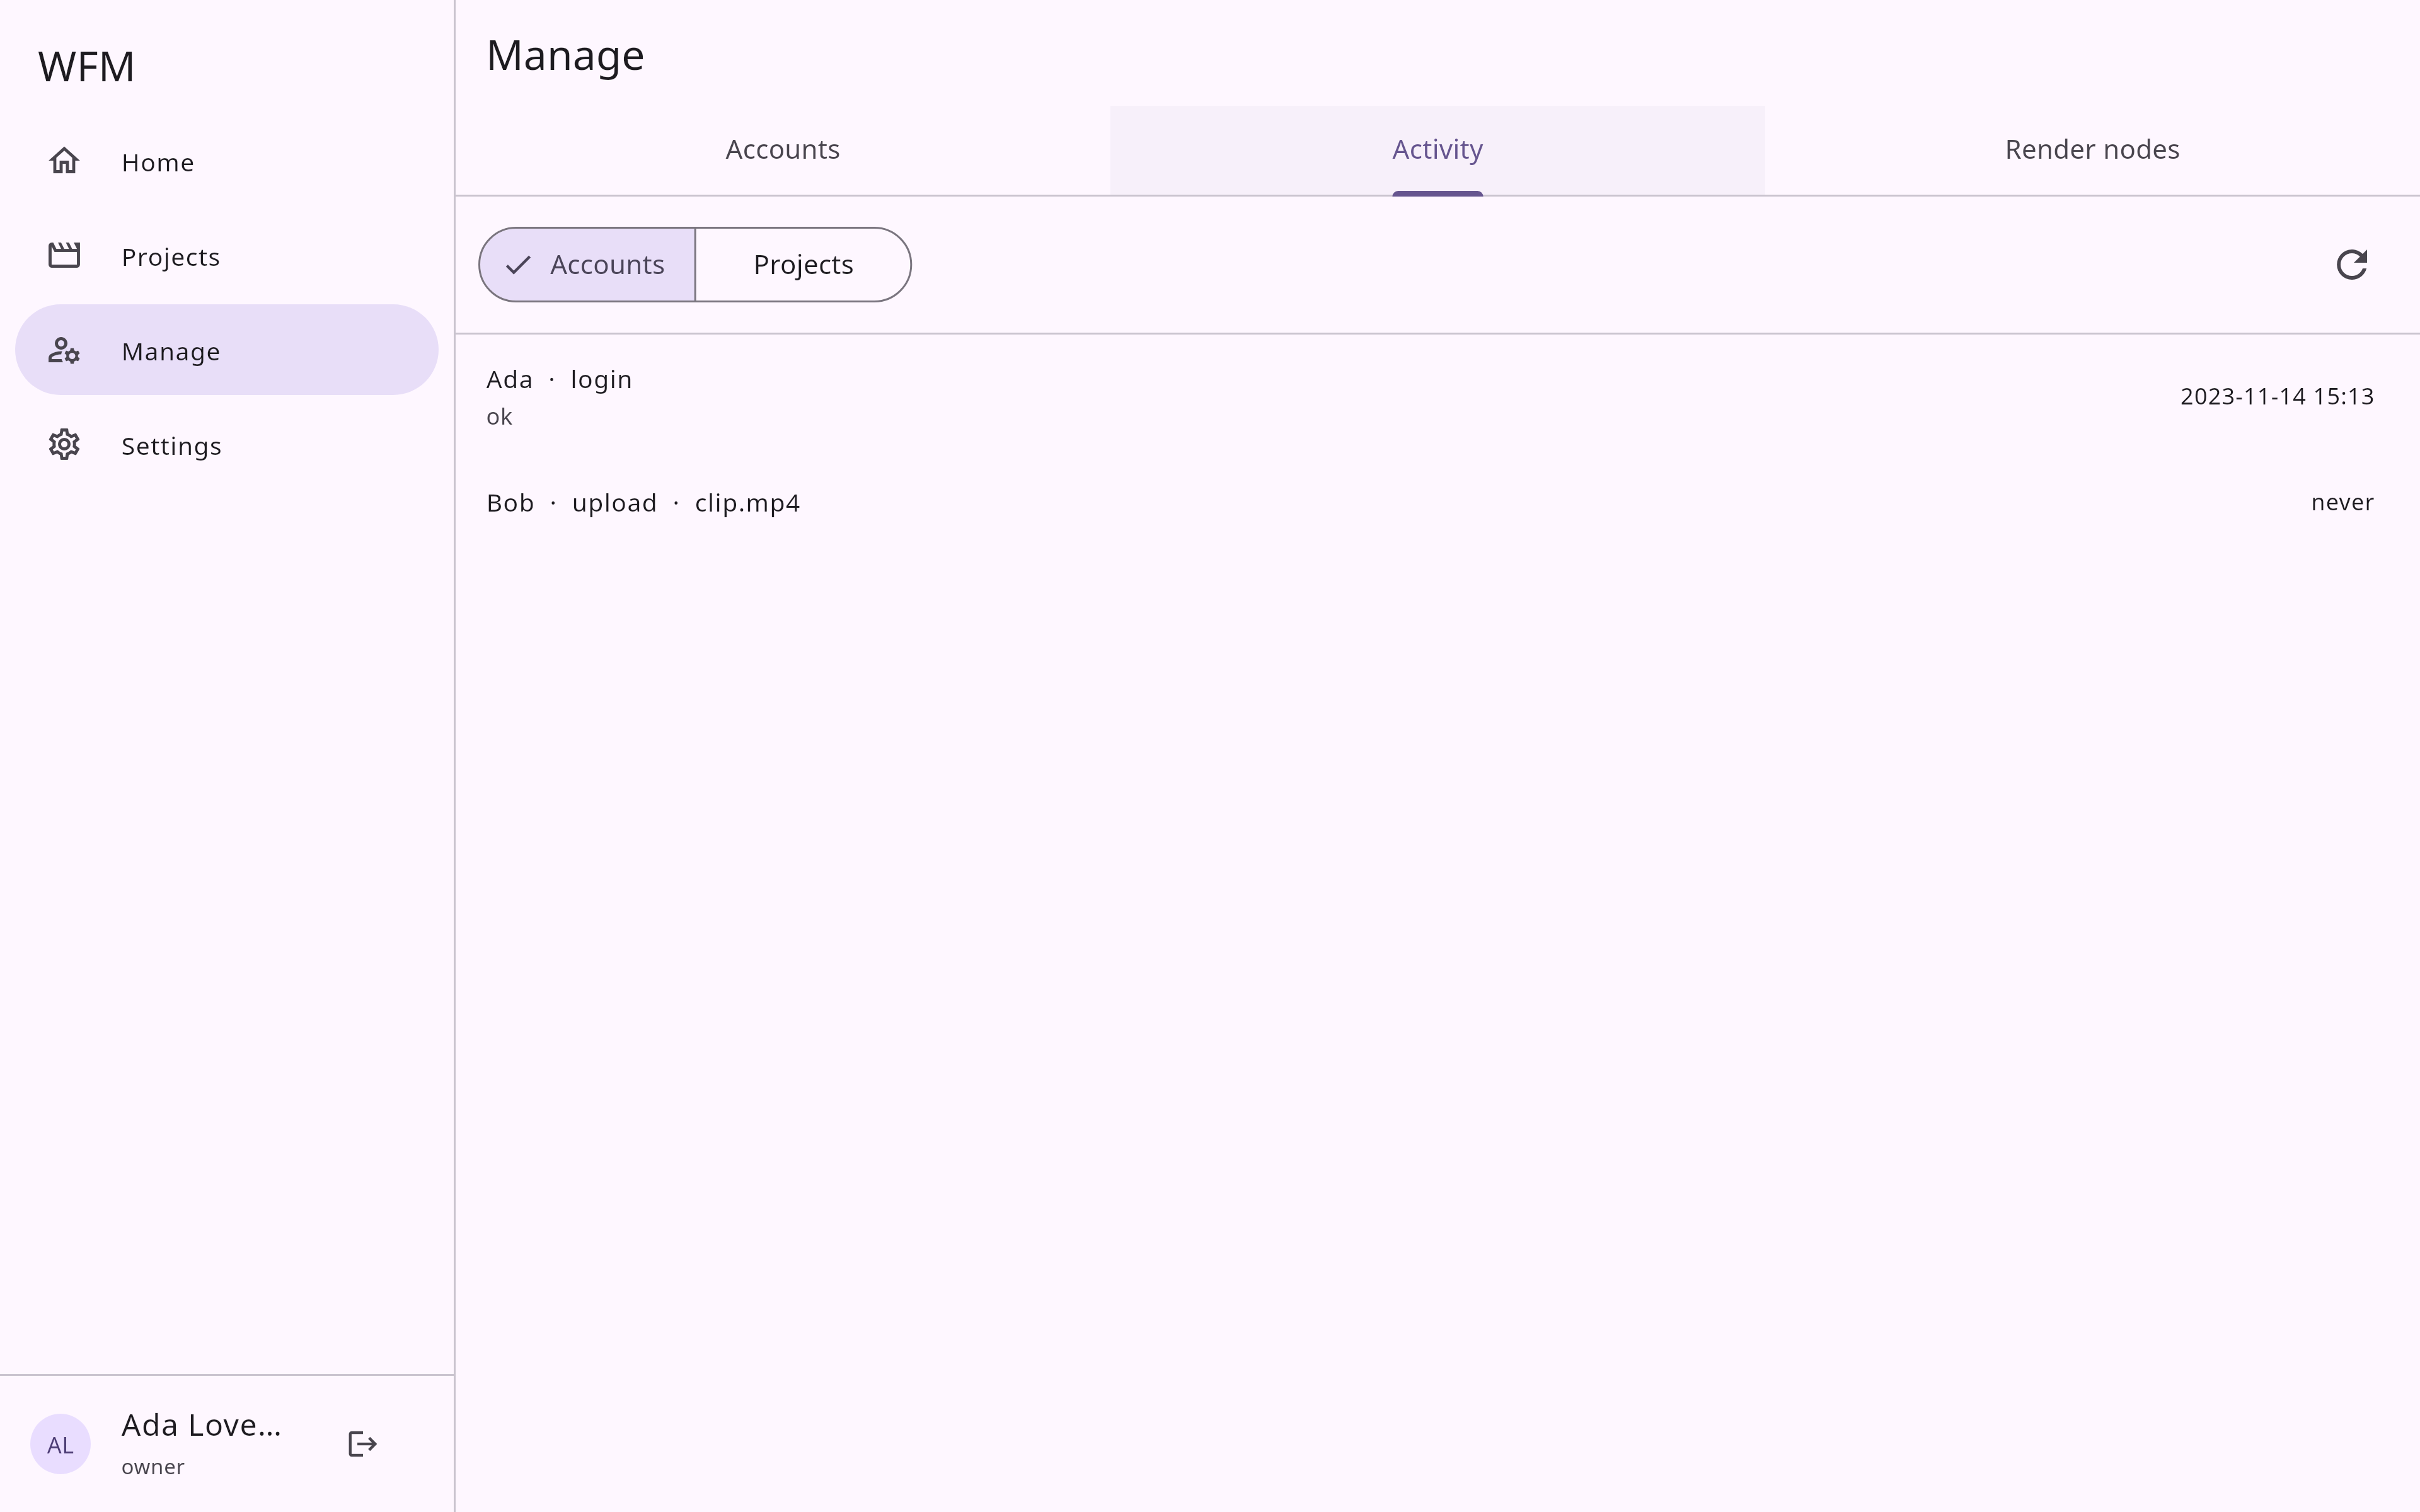 WFM
Home
Projects
Manage
Settings
AL
Ada Love…
owner
Manage
Accounts
Activity
Render nodes
Accounts
Projects
Ada · login
ok
2023-11-14 15:13
Bob · upload · clip.mp4
never